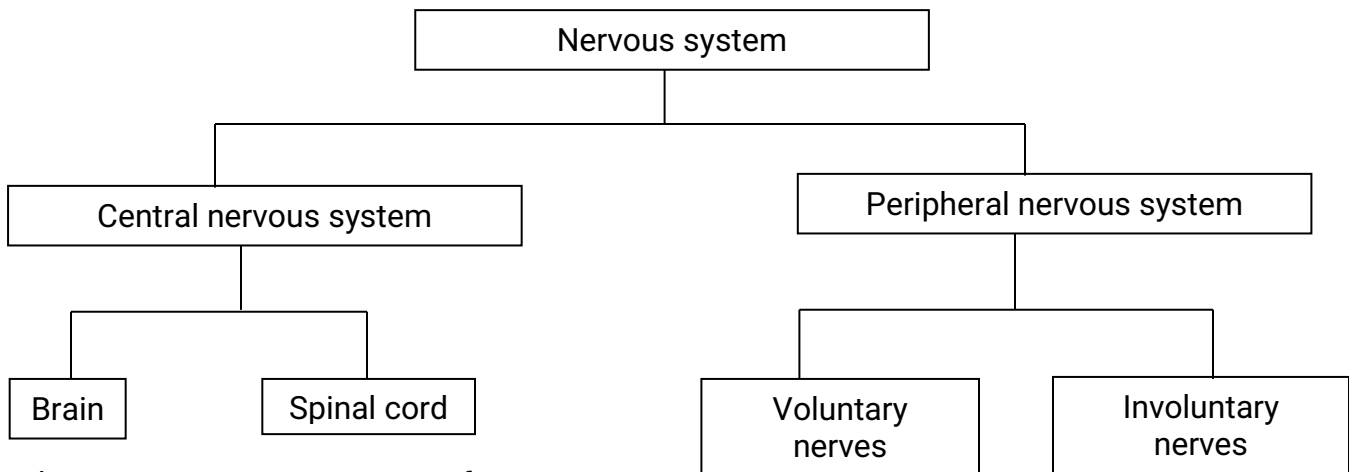 Nervous system
Central nervous system
Peripheral nervous system
Brain
Spinal cord
Voluntary
nerves
Involuntary
nerves